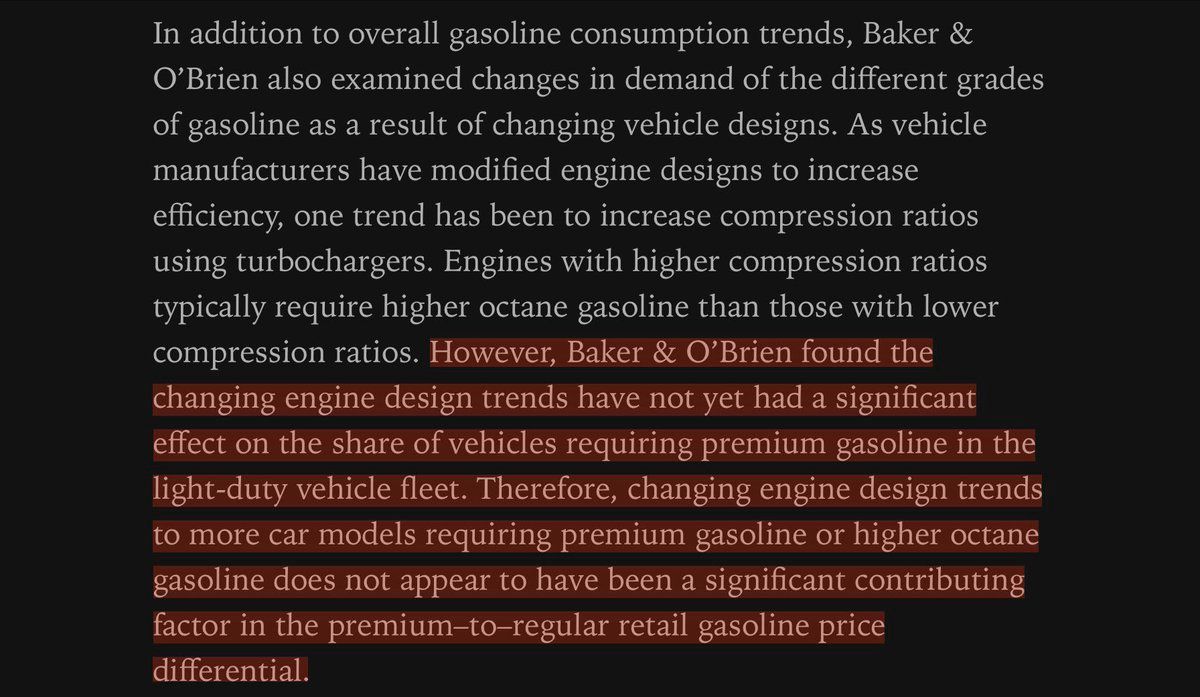 In addition to overall gasoline consumption trends, Baker &
O’Brien also examined changes in demand of the different grades
of gasoline as a result of changing vehicle designs. As vehicle
manufacturers have modified engine designs to increase
efficiency, one trend has been to increase compression ratios
using turbochargers. Engines with higher compression ratios
typically require higher octane gasoline than those with lower
compression ratios. However, Baker & O’Brien found the
changing engine design trends have not yet had a significant
effect on the share of vehicles requiring premium gasoline in the
light-duty vehicle fleet. Therefore, changing engine design trends
to more car models requiring premium gasoline or higher octane
gasoline does not appear to have been a significant contributing
factor in the premium–to–regular retail gasoline price
differential.